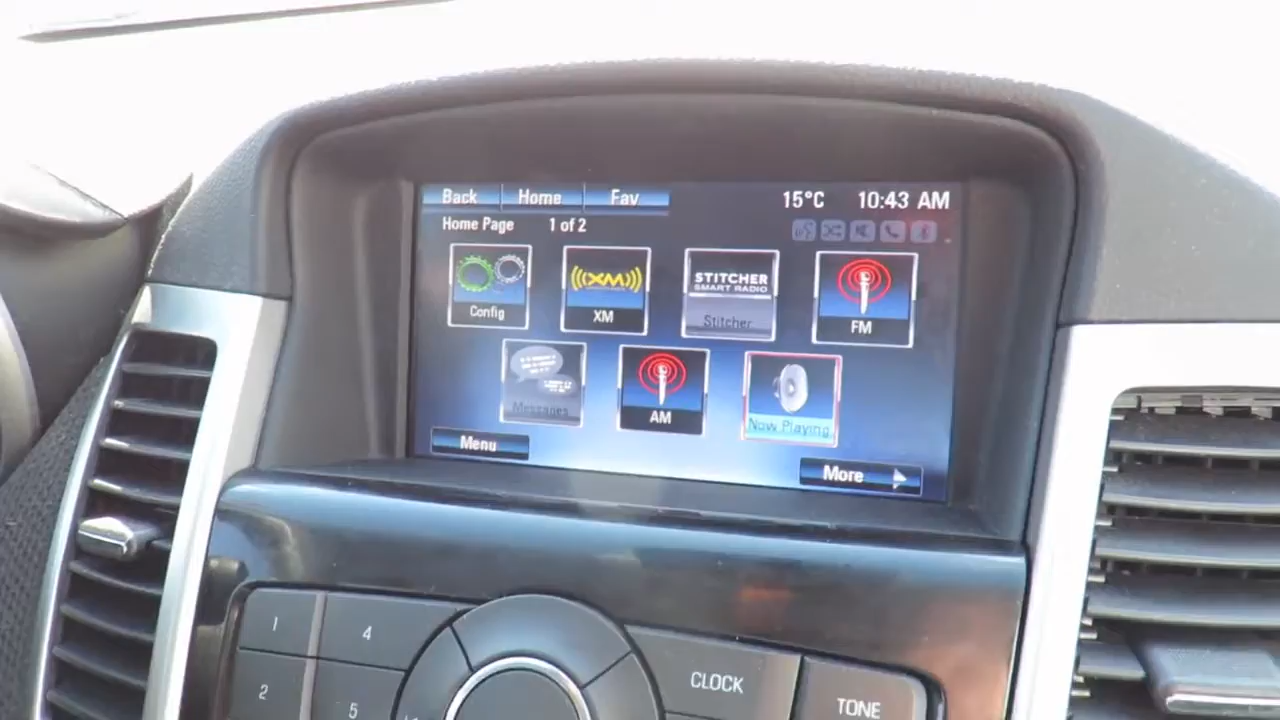 Back Home Fav 15°C 10:43 AM
Home Page 1 of 2
Config
XM
XM
STITCHER
SMART RADIO
Stitcher
FM
Messages
AM
Now Playing
Menu
More
1 4
CLOCK
2 5
TONE